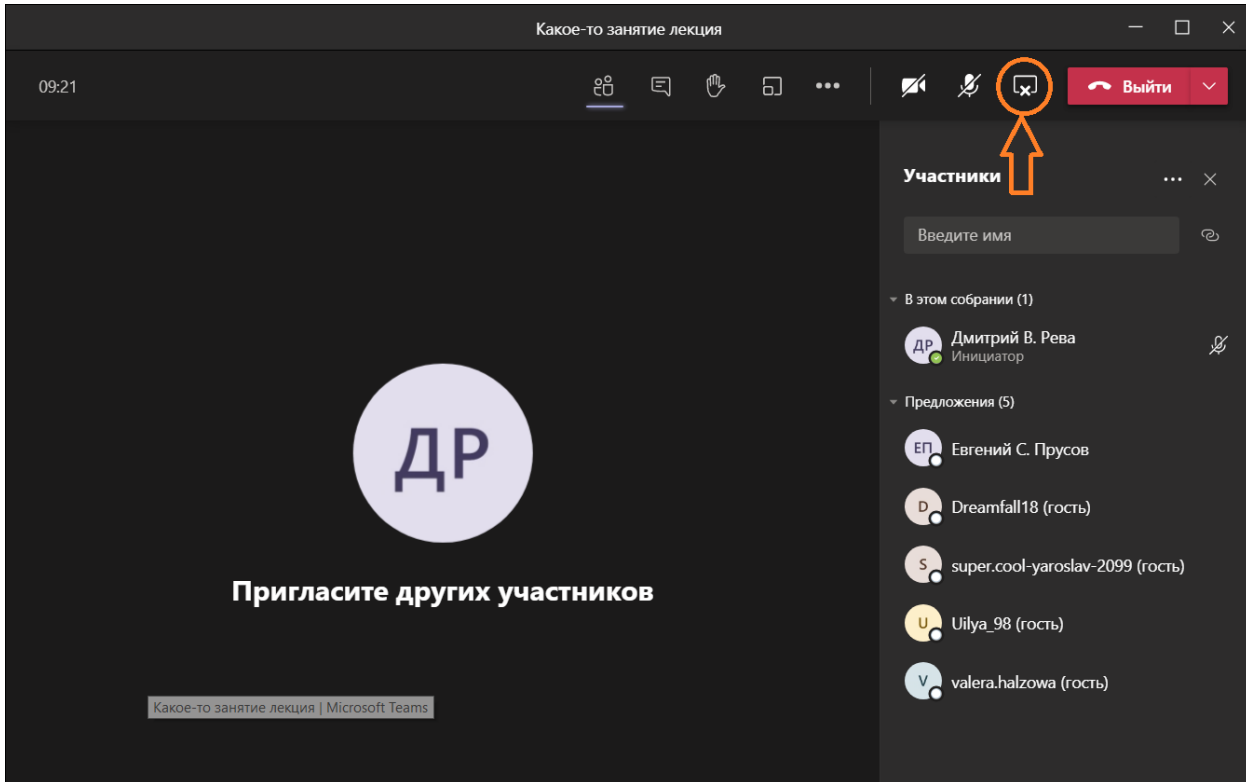 Какое-то занятие лекция
09:21
Выйти
Участники
Введите имя
В этом собрании (1)
ДР
Дмитрий В. Рева
Инициатор
Предложения (5)
ЕП
Евгений С. Прусов
D
Dreamfall18 (гость)
S
super.cool-yaroslav-2099 (гость)
U
Uilya_98 (гость)
V
valera.halzowa (гость)
ДР
Пригласите других участников
Какое-то занятие лекция | Microsoft Teams